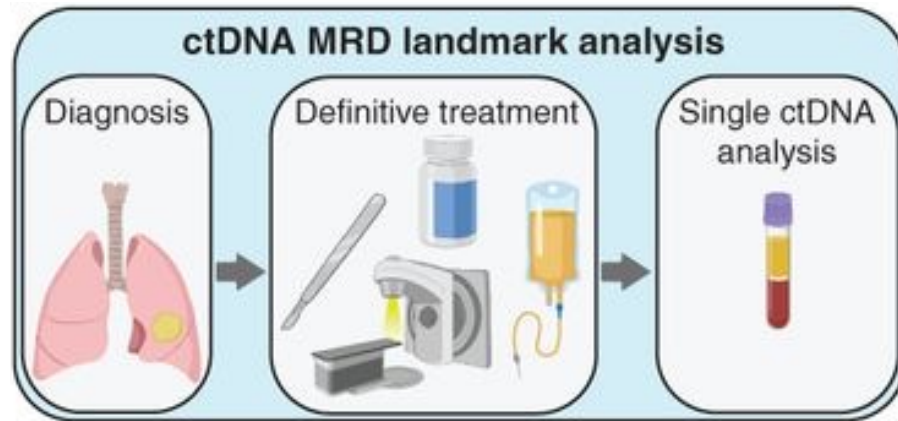 ctDNA MRD landmark analysis
Diagnosis
Definitive treatment
Single ctDNA
analysis